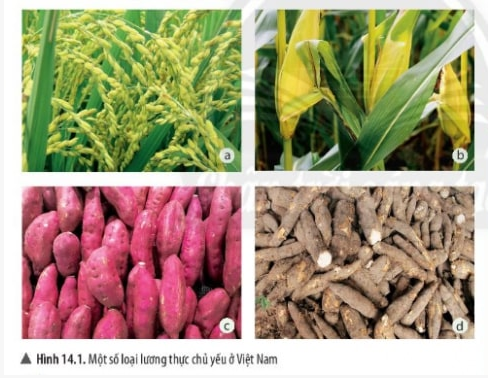 a
b
c
d
▲ Hình 14.1. Một số loại lương thực chủ yếu ở Việt Nam